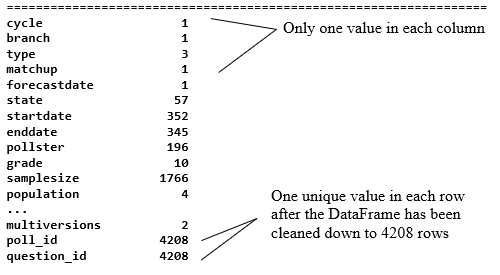 ================================================================
cycle 1
branch 1
type 3
matchup 1
forecastdate 1
state 57
startdate 352
enddate 345
pollster 196
grade 10
samplesize 1766
population 4
...
multiversions 2
poll_id 4208
question_id 4208
Only one value in each column
One unique value in each row
after the DataFrame has been
cleaned down to 4208 rows